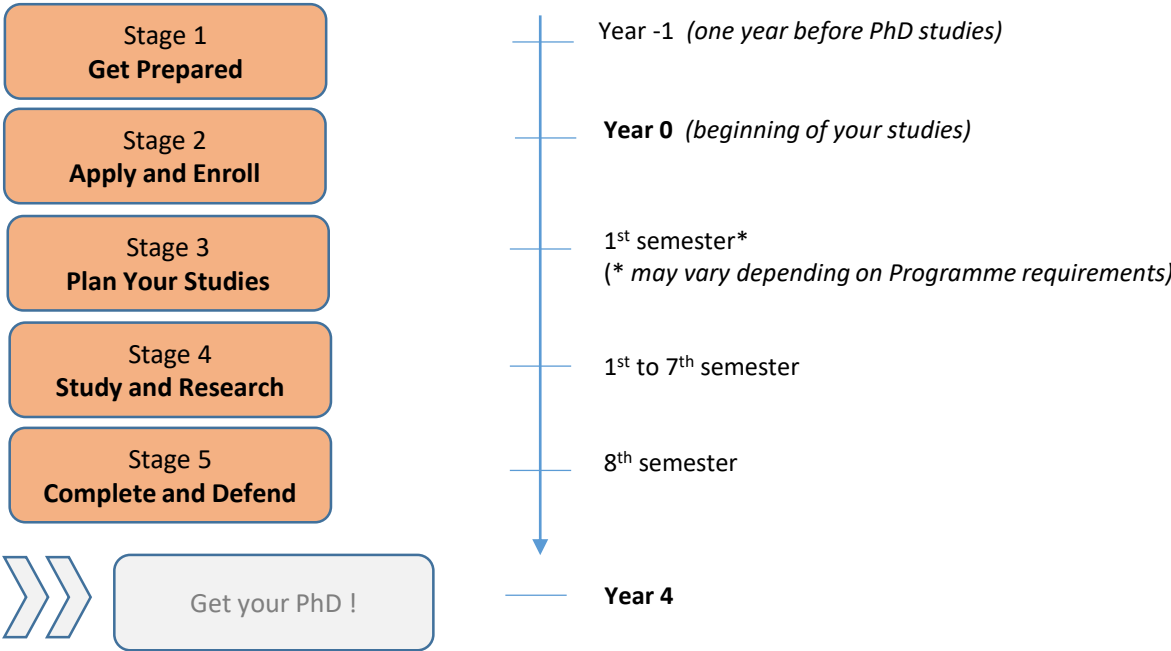 Stage 1
Get Prepared
Year -1 (one year before PhD studies)
Stage 2
Apply and Enroll
Year 0 (beginning of your studies)
Stage 3
Plan Your Studies
1st semester*
(* may vary depending on Programme requirements)
Stage 4
Study and Research
1st to 7th semester
Stage 5
Complete and Defend
8th semester
Get your PhD !
Year 4